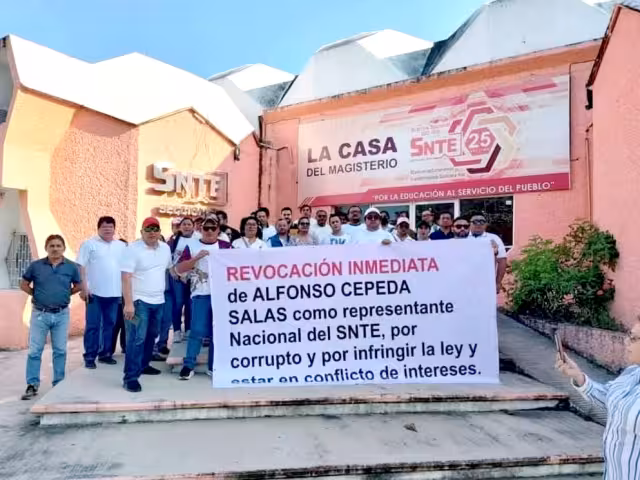 LA CASA
DEL MAGISTERIO
SNTE 25
"POR LA EDUCACIÓN AL SERVICIO DEL PUEBLO"
SNTE
REVOCACIÓN INMEDIATA
de ALFONSO CEPEDA
SALAS como representante
Nacional del SNTE, por
corrupto y por infringir la ley y
estar en conflicto de intereses.